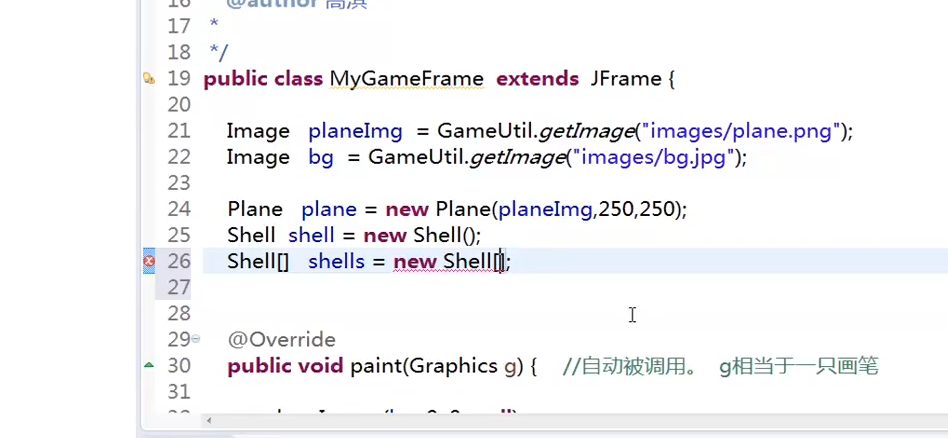 16 @author 高淇
17 *
18 */
19 public class MyGameFrame extends JFrame {
20
21 Image planeImg = GameUtil.getImage("images/plane.png");
22 Image bg = GameUtil.getImage("images/bg.jpg");
23
24 Plane plane = new Plane(planeImg,250,250);
25 Shell shell = new Shell();
26 Shell[] shells = new Shell[];
27
28
29 @Override
30 public void paint(Graphics g) { //自动被调用。 g相当于一只画笔
31